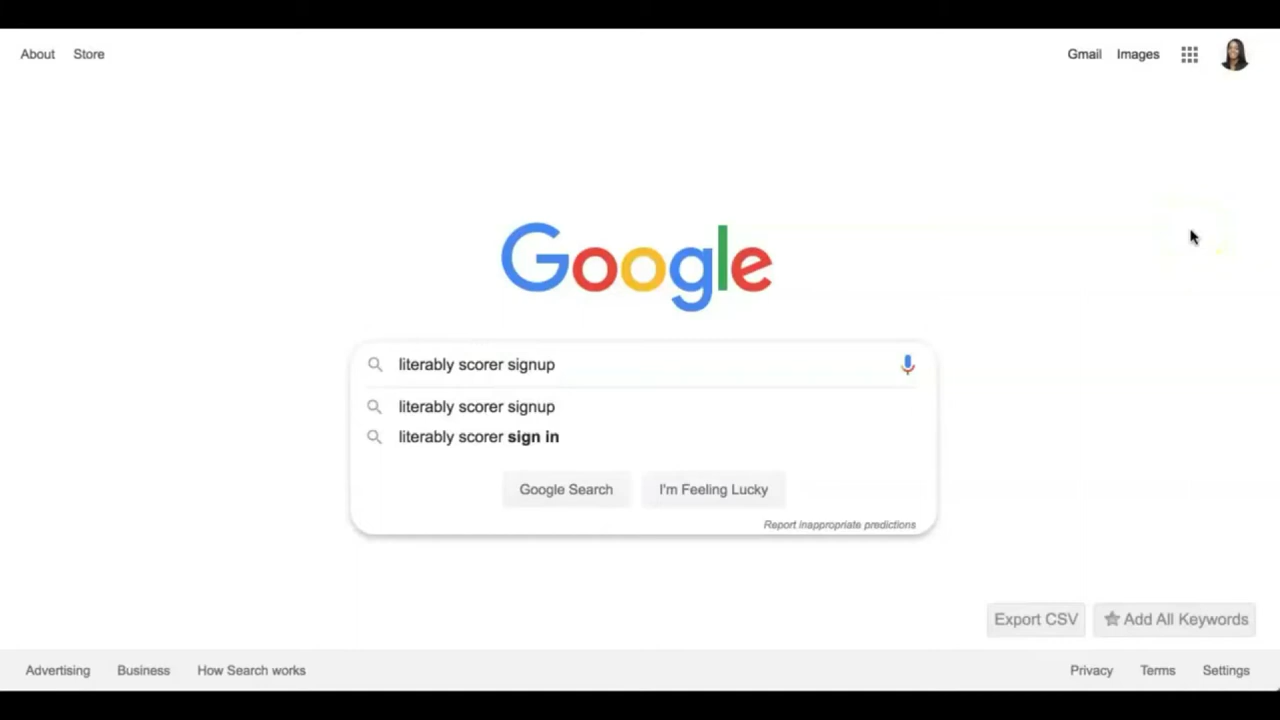 About Store
Gmail Images
Google
literably scorer signup
literably scorer signup
literably scorer sign in
Google Search I'm Feeling Lucky
Report inappropriate predictions
Export CSV Add All Keywords
Advertising Business How Search works
Privacy Terms Settings